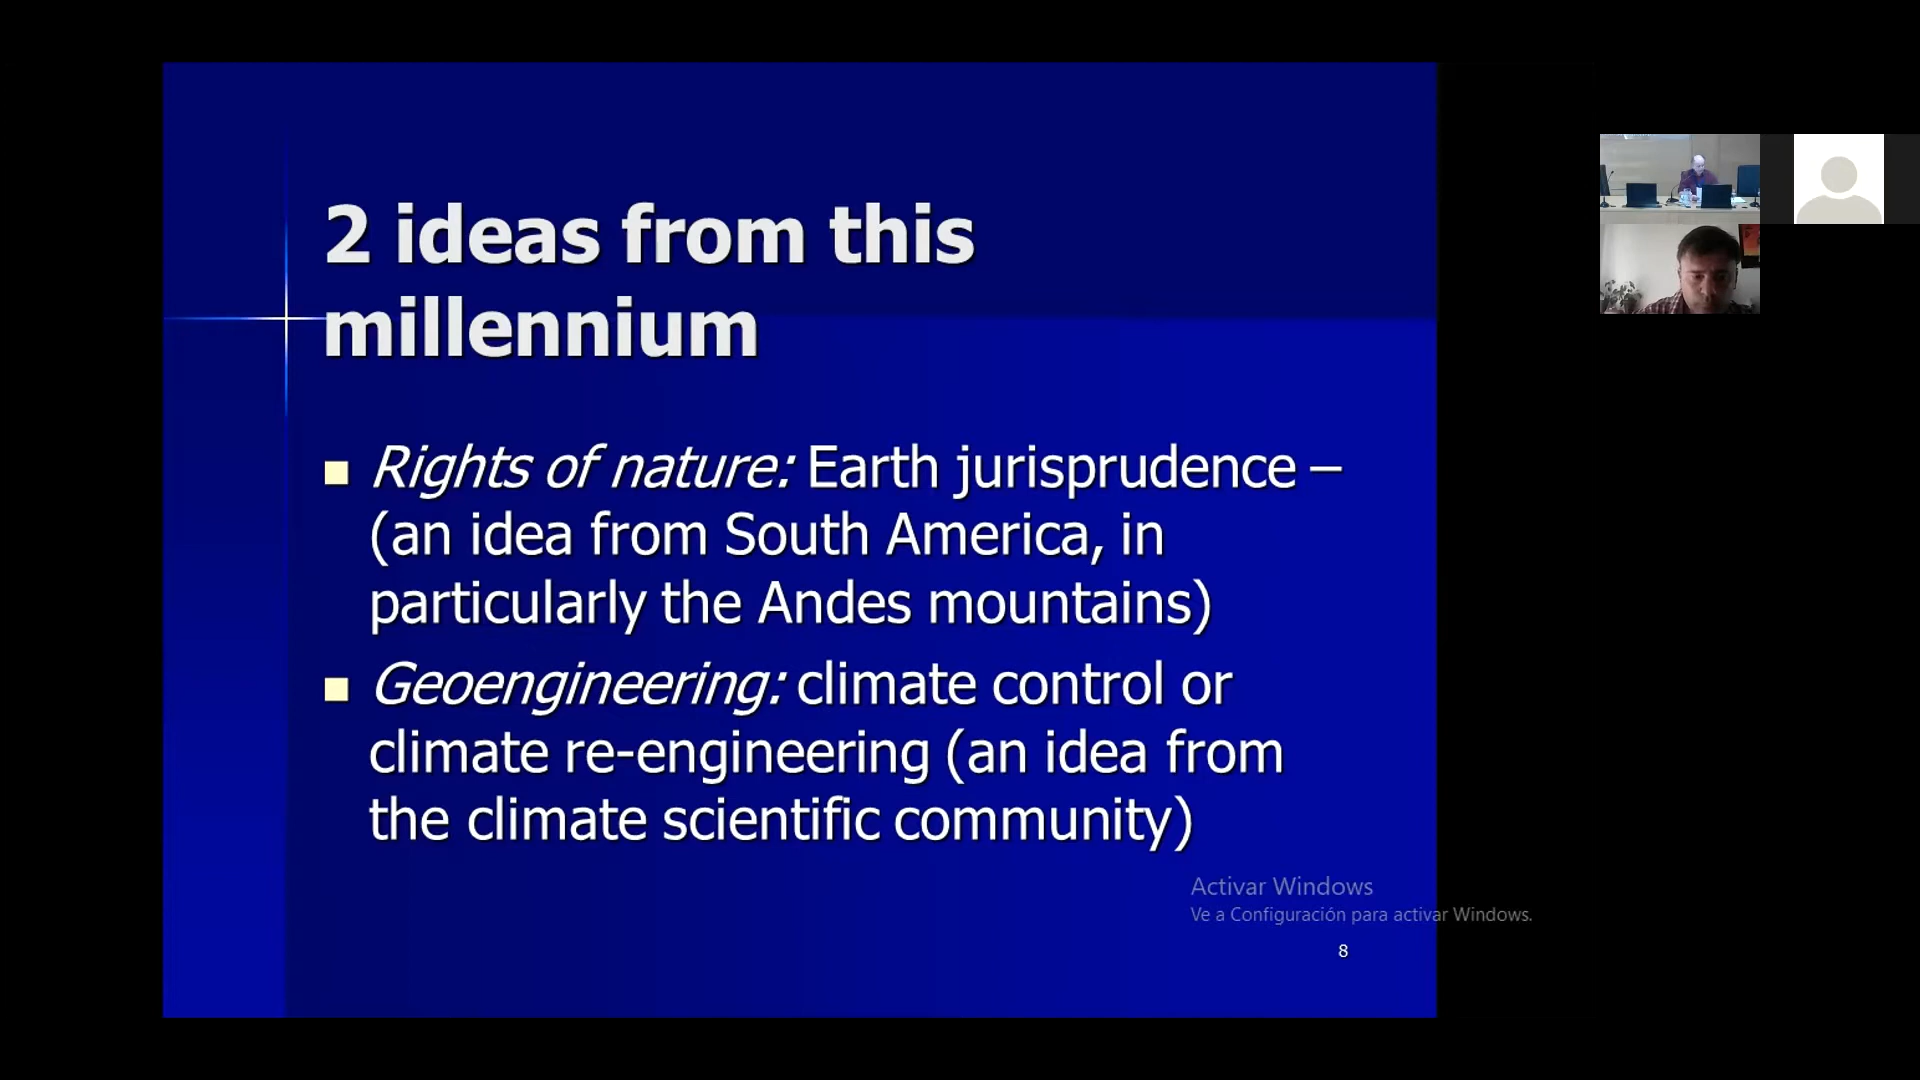 2 ideas from this
millennium
Rights of nature: Earth jurisprudence –
(an idea from South America, in
particularly the Andes mountains)
Geoengineering: climate control or
climate re-engineering (an idea from
the climate scientific community)
Activar Windows
Ve a Configuración para activar Windows.
8